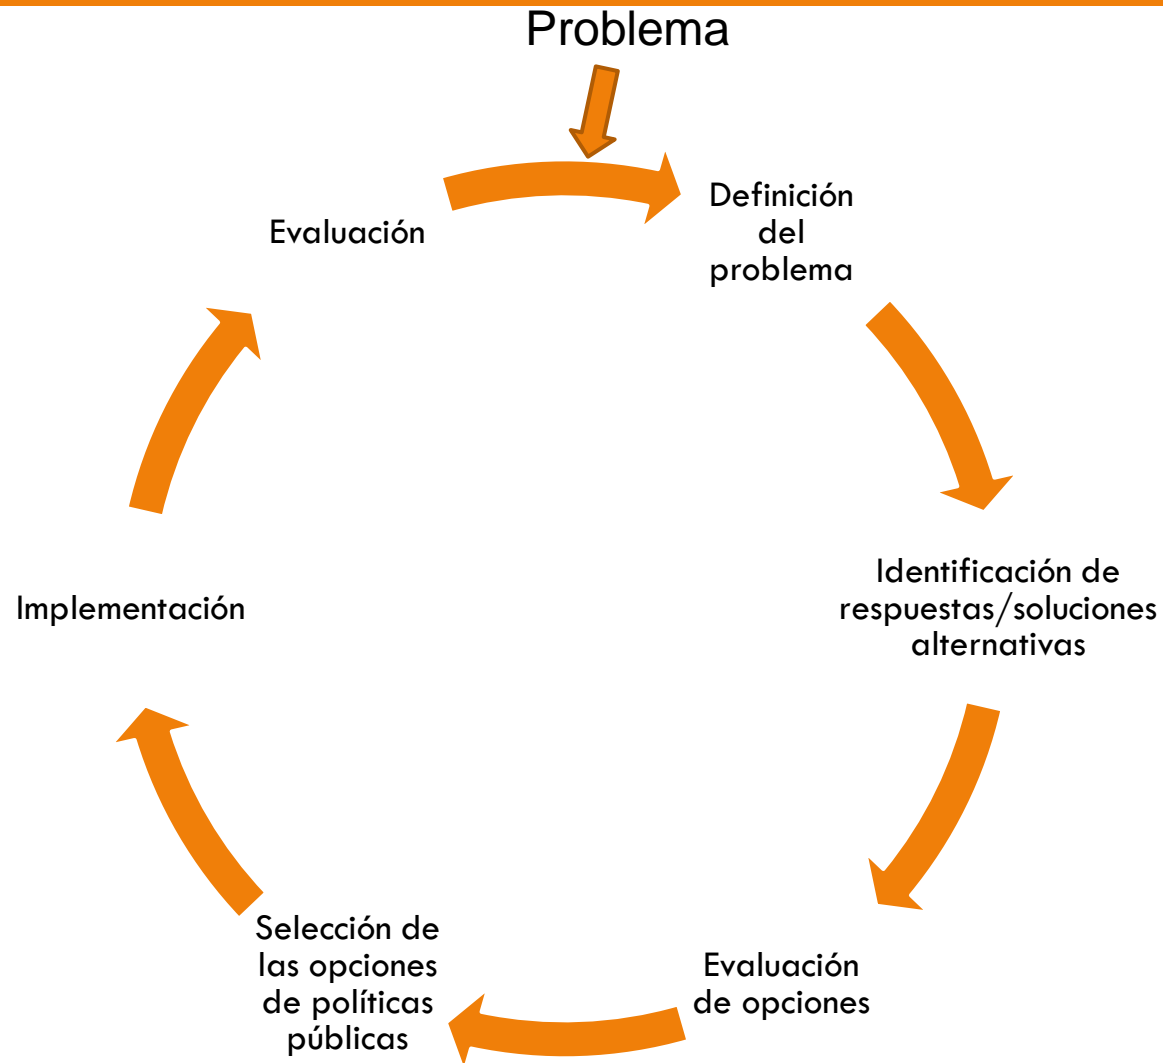 Problema
Definición
del
problema
Identificación de
respuestas/soluciones
alternativas
Evaluación
de opciones
Selección de
las opciones
de políticas
públicas
Implementación
Evaluación